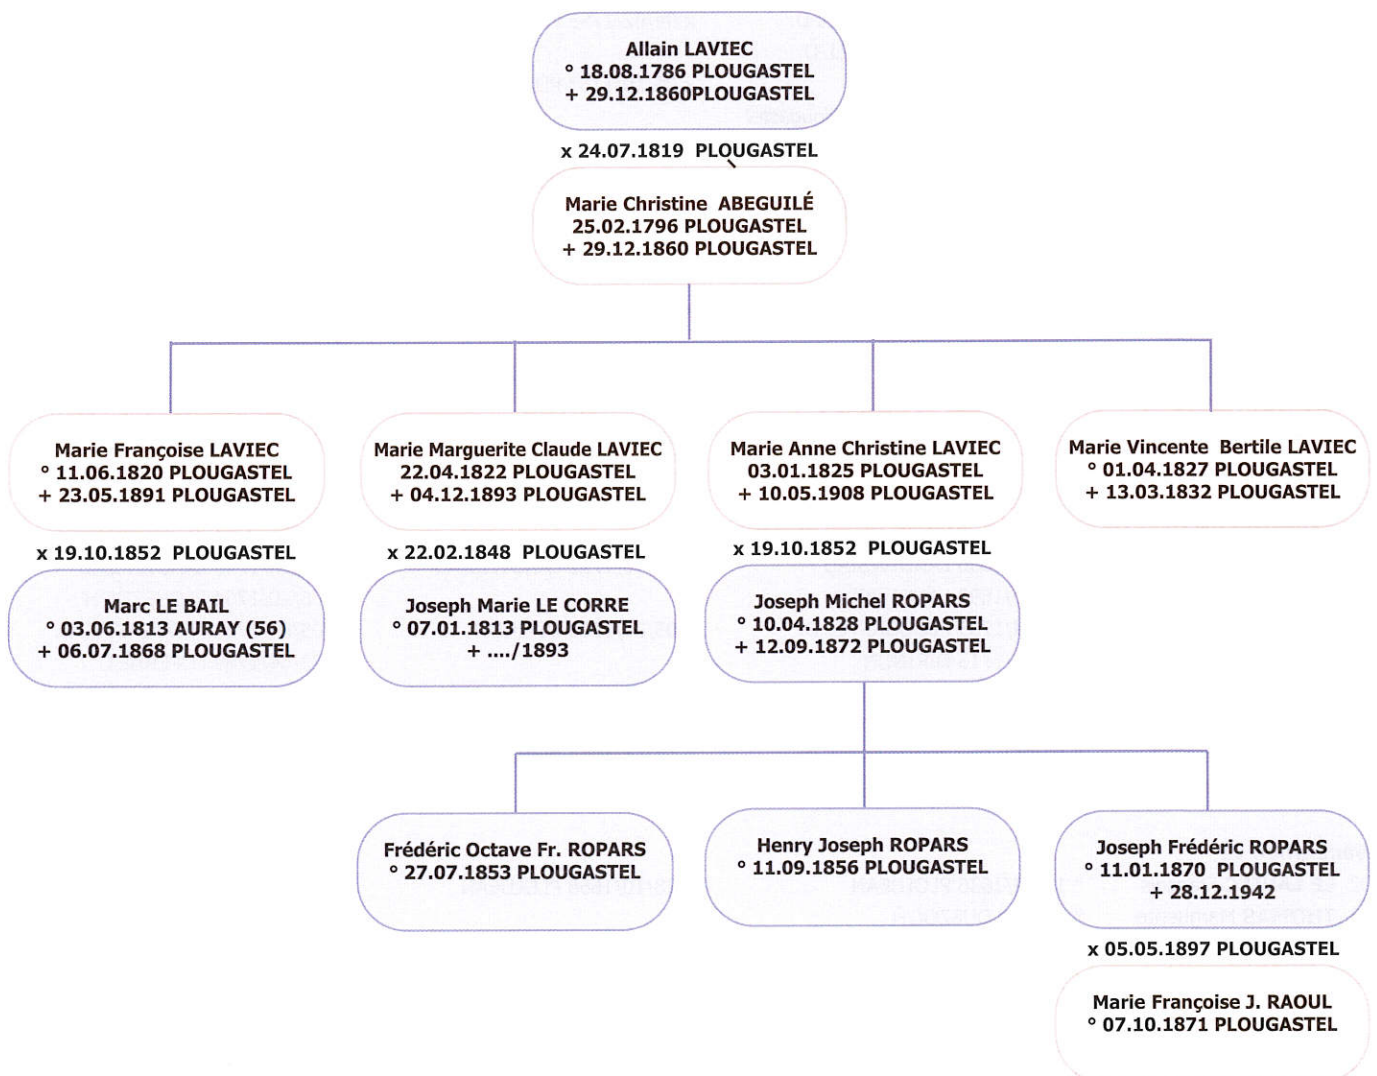 Allain LAVIEC
° 18.08.1786 PLOUGASTEL
+ 29.12.1860PLOUGASTEL
x 24.07.1819 PLOUGASTEL
Marie Christine ABEGUILÉ
25.02.1796 PLOUGASTEL
+ 29.12.1860 PLOUGASTEL
Marie Françoise LAVIEC
° 11.06.1820 PLOUGASTEL
+ 23.05.1891 PLOUGASTEL
x 19.10.1852 PLOUGASTEL
Marc LE BAIL
° 03.06.1813 AURAY (56)
+ 06.07.1868 PLOUGASTEL
Marie Marguerite Claude LAVIEC
22.04.1822 PLOUGASTEL
+ 04.12.1893 PLOUGASTEL
x 22.02.1848 PLOUGASTEL
Joseph Marie LE CORRE
° 07.01.1813 PLOUGASTEL
+ ..../1893
Marie Anne Christine LAVIEC
03.01.1825 PLOUGASTEL
+ 10.05.1908 PLOUGASTEL
x 19.10.1852 PLOUGASTEL
Joseph Michel ROPARS
° 10.04.1828 PLOUGASTEL
+ 12.09.1872 PLOUGASTEL
Marie Vincente Bertile LAVIEC
° 01.04.1827 PLOUGASTEL
+ 13.03.1832 PLOUGASTEL
Frédéric Octave Fr. ROPARS
° 27.07.1853 PLOUGASTEL
Henry Joseph ROPARS
° 11.09.1856 PLOUGASTEL
Joseph Frédéric ROPARS
° 11.01.1870 PLOUGASTEL
+ 28.12.1942
x 05.05.1897 PLOUGASTEL
Marie Françoise J. RAOUL
° 07.10.1871 PLOUGASTEL